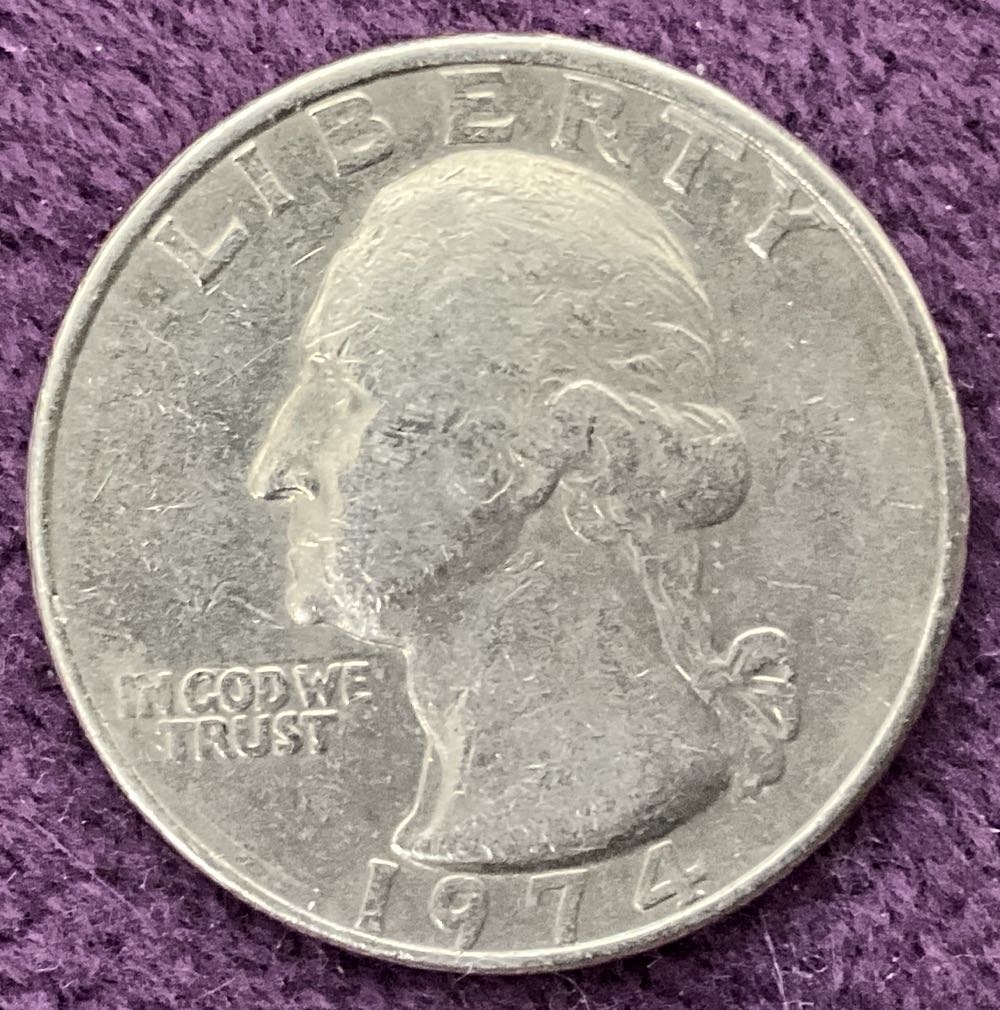 LIBERTY
IN GOD WE
TRUST
1974